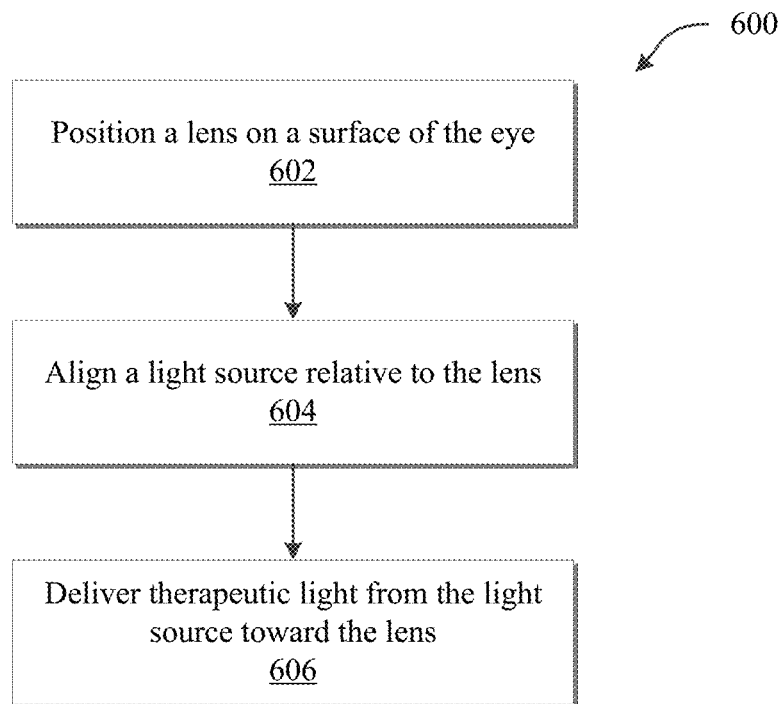 600
Position a lens on a surface of the eye
602
Align a light source relative to the lens
604
Deliver therapeutic light from the light
source toward the lens
606